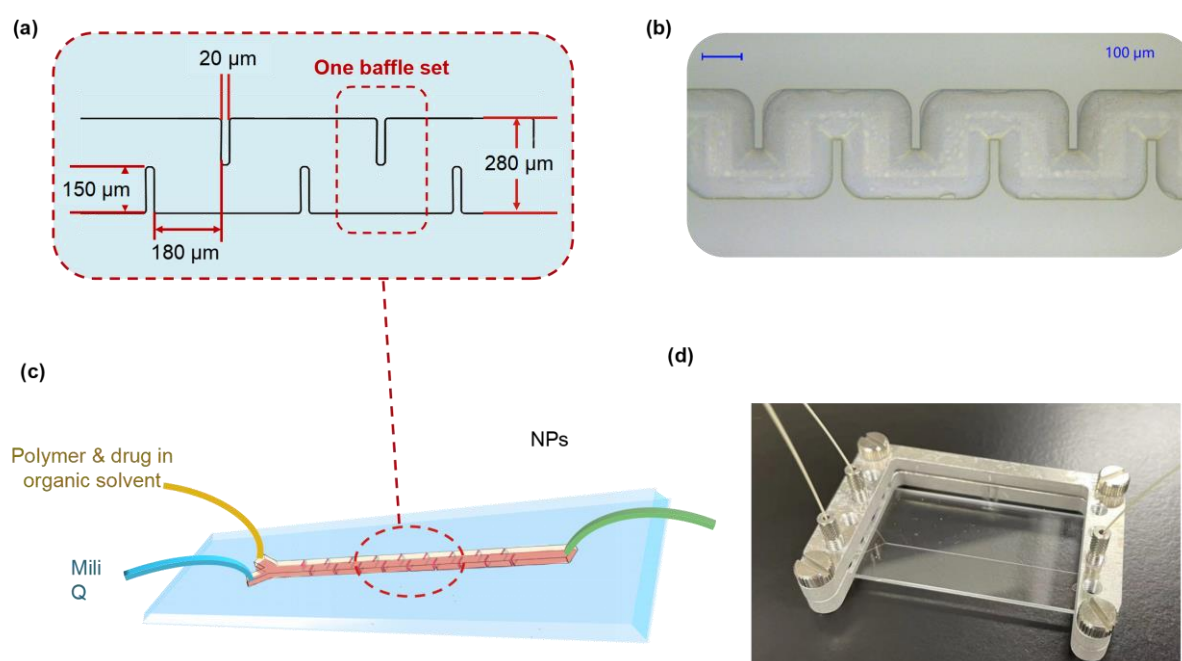 (a)
20 µm
One baffle set
150 µm
280 µm
180 µm
(b)
100 µm
(c)
Polymer & drug in
organic solvent
Mili
Q
NPs
(d)